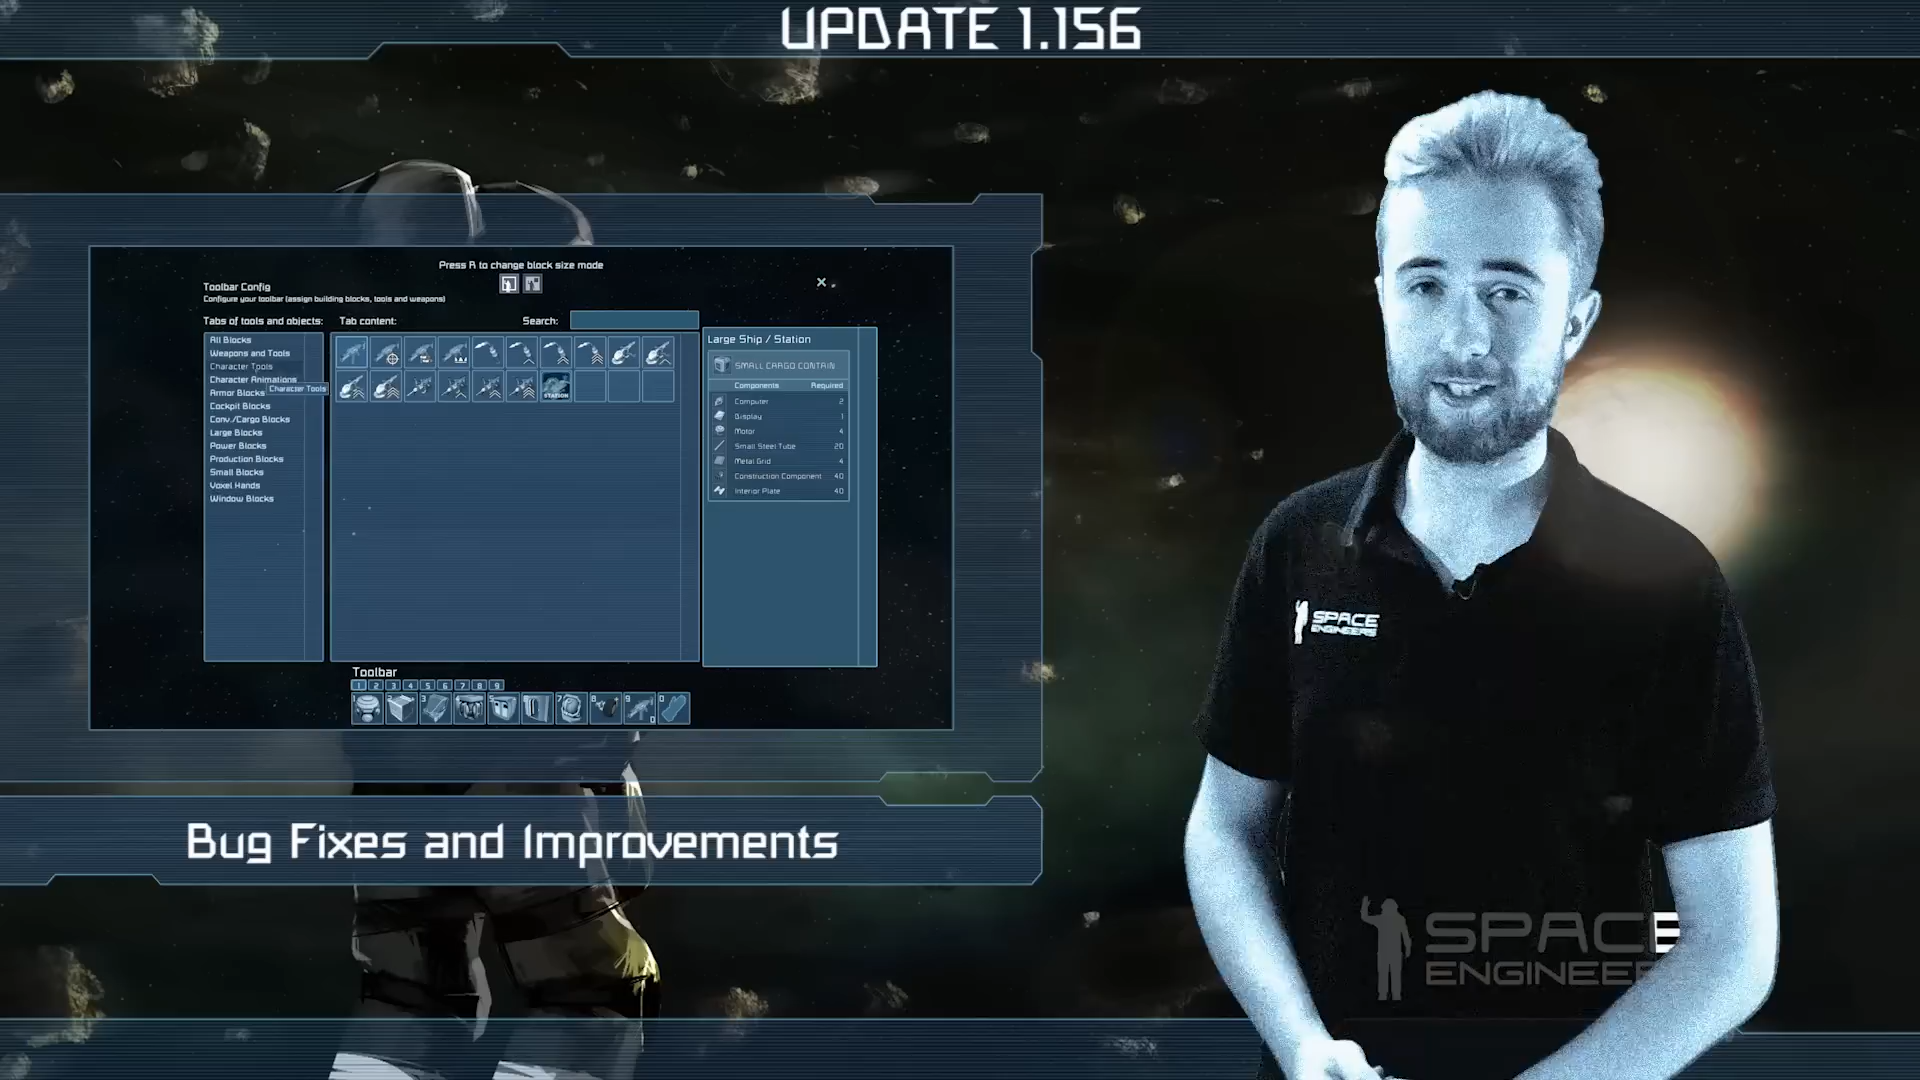 UPDATE 1.156
Press R to change block size mode
Toolbar Config
Configure your toolbar (assign building blocks, tools and weapons)
Tabs of tools and objects:
Tab content:
Search:
All Blocks
Weapons and Tools
Character Tools
Character Animations
Character Tools
Armor Blocks
Cockpit Blocks
Conv./Cargo Blocks
Large Blocks
Power Blocks
Production Blocks
Small Blocks
Voxel Hands
Window Blocks
STATION
Large Ship / Station
SMALL CARGO CONTAIN
Components Required
Computer 2
Display 1
Motor 4
Small Steel Tube 20
Metal Grid 4
Construction Component 40
Interior Plate 40
Toolbar
1 2 3 4 5 6 7 8 9
Bug Fixes and Improvements
SPACE
ENGINEERS
SPACE
ENGINEE